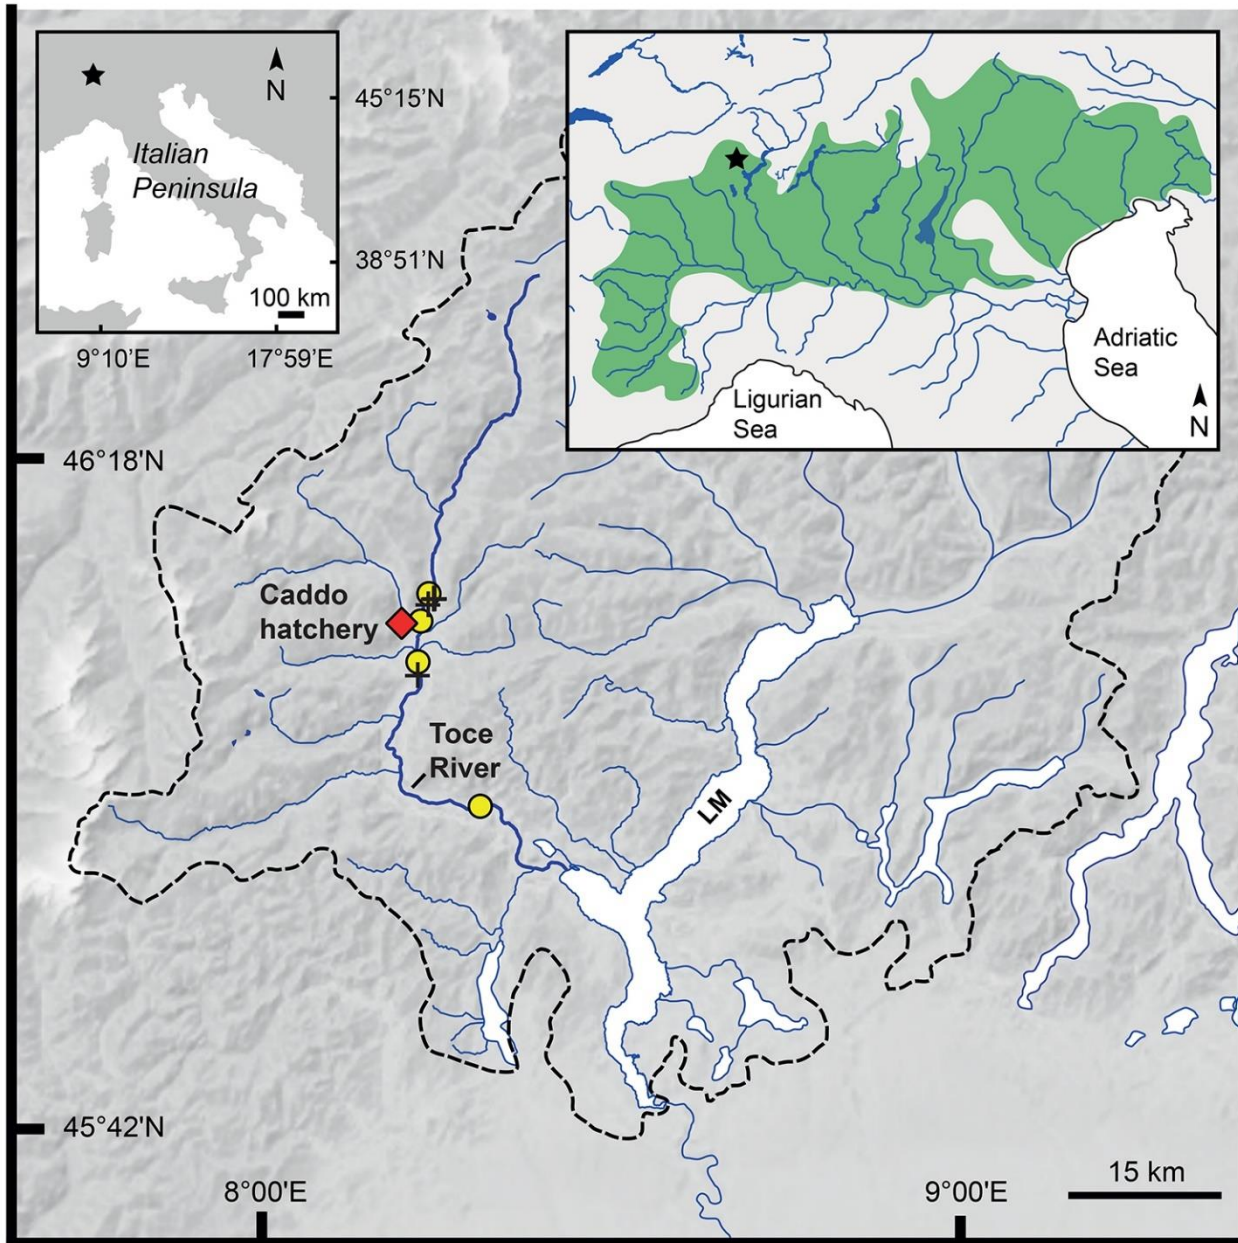 N
45°15'N
Italian
Peninsula
38°51'N
100 km
9°10'E
17°59'E
Adriatic
Sea
Ligurian
Sea
N
46°18'N
Caddo
hatchery
Toce
River
LM
45°42'N
8°00'E
9°00'E
15 km